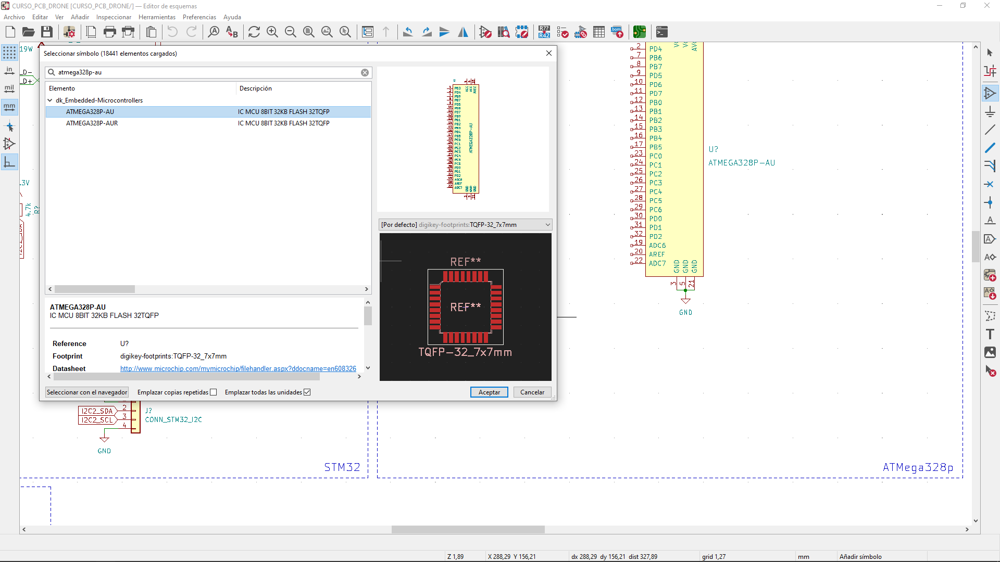 CURSO_PCB_DRONE [CURSO_PCB_DRONE/] — Editor de esquemas
Archivo Editar Ver Añadir Inspeccionar Herramientas Preferencias Ayuda
in
mil
mm
19W
_D-
_D+
.3V
4.7k
R?
Seleccionar símbolo (18441 elementos cargados)
atmega328p-au
Elemento Descripción
dk_Embedded-Microcontrollers
ATMEGA328P-AU IC MCU 8BIT 32KB FLASH 32TQFP
ATMEGA328P-AUR IC MCU 8BIT 32KB FLASH 32TQFP
ATMEGA328P-AU
IC MCU 8BIT 32KB FLASH 32TQFP
Reference U?
Footprint digikey-footprints:TQFP-32_7x7mm
Datasheet http://www.microchip.com/mymicrochip/filehandler.aspx?ddocname=en608326
ATMEGA328P-AU
[Por defecto] digikey-footprints:TQFP-32_7x7mm
REF**
REF**
TQFP-32_7x7mm
Seleccionar con el navegador Emplazar copias repetidas Emplazar todas las unidades Aceptar Cancelar
2 PD4
7 PB6
8 PB7
9 PD5
10 PD6
11 PD7
12 PB0
13 PB1
14 PB2
15 PB3
16 PB4
17 PB5
23 PC0
24 PC1
25 PC2
26 PC3
27 PC4
28 PC5
29 PC6
30 PD0
31 PD1
32 PD2
19 ADC6
20 AREF
22 ADC7
GND GND GND
3 5 21
GND
U?
ATMEGA328P-AU
I2C2_SDA 2
I2C2_SCL 3
4
J?
CONN_STM32_I2C
GND
STM32
ATMega328p
Z 1,89 X 288,29 Y 156,21 dx 288,29 dy 156,21 dist 327,89 grid 1,27 mm Añadir símbolo